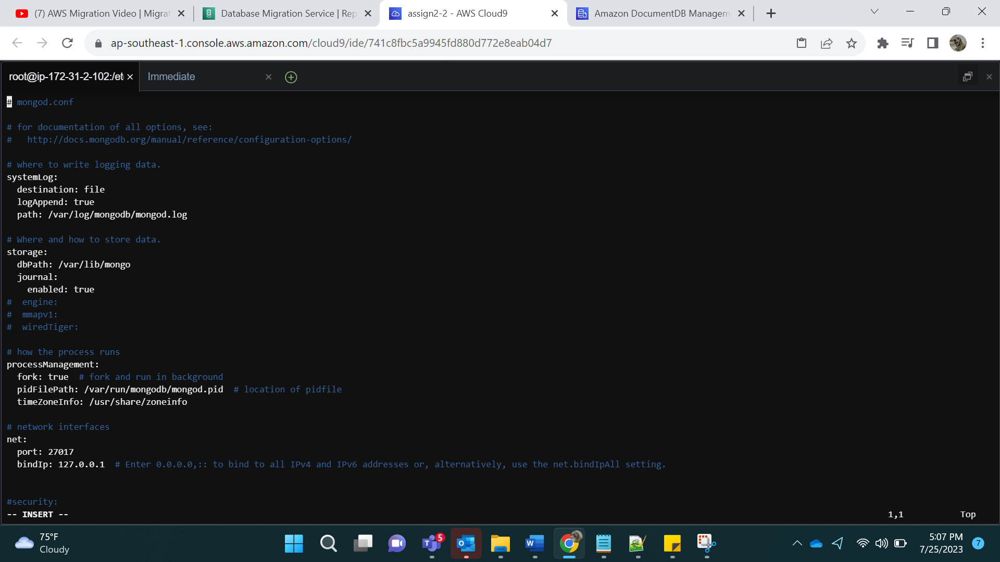 (7) AWS Migration Video | Migrat
Database Migration Service | Rep
assign2-2 - AWS Cloud9
Amazon DocumentDB Managem
ap-southeast-1.console.aws.amazon.com/cloud9/ide/741c8fbc5a9945fd880d772e8eab04d7
root@ip-172-31-2-102:/et
Immediate
# mongod.conf
# for documentation of all options, see:
#   http://docs.mongodb.org/manual/reference/configuration-options/
# where to write logging data.
systemLog:
  destination: file
  logAppend: true
  path: /var/log/mongodb/mongod.log
# Where and how to store data.
storage:
  dbPath: /var/lib/mongo
  journal:
    enabled: true
#  engine:
#  mmapv1:
#  wiredTiger:
# how the process runs
processManagement:
  fork: true  # fork and run in background
  pidFilePath: /var/run/mongodb/mongod.pid  # location of pidfile
  timeZoneInfo: /usr/share/zoneinfo
# network interfaces
net:
  port: 27017
  bindIp: 127.0.0.1  # Enter 0.0.0.0,:: to bind to all IPv4 and IPv6 addresses or, alternatively, use the net.bindIpAll setting.
#security:
-- INSERT --
1,1
Top
75°F
Cloudy
5
5:07 PM
7/25/2023
7